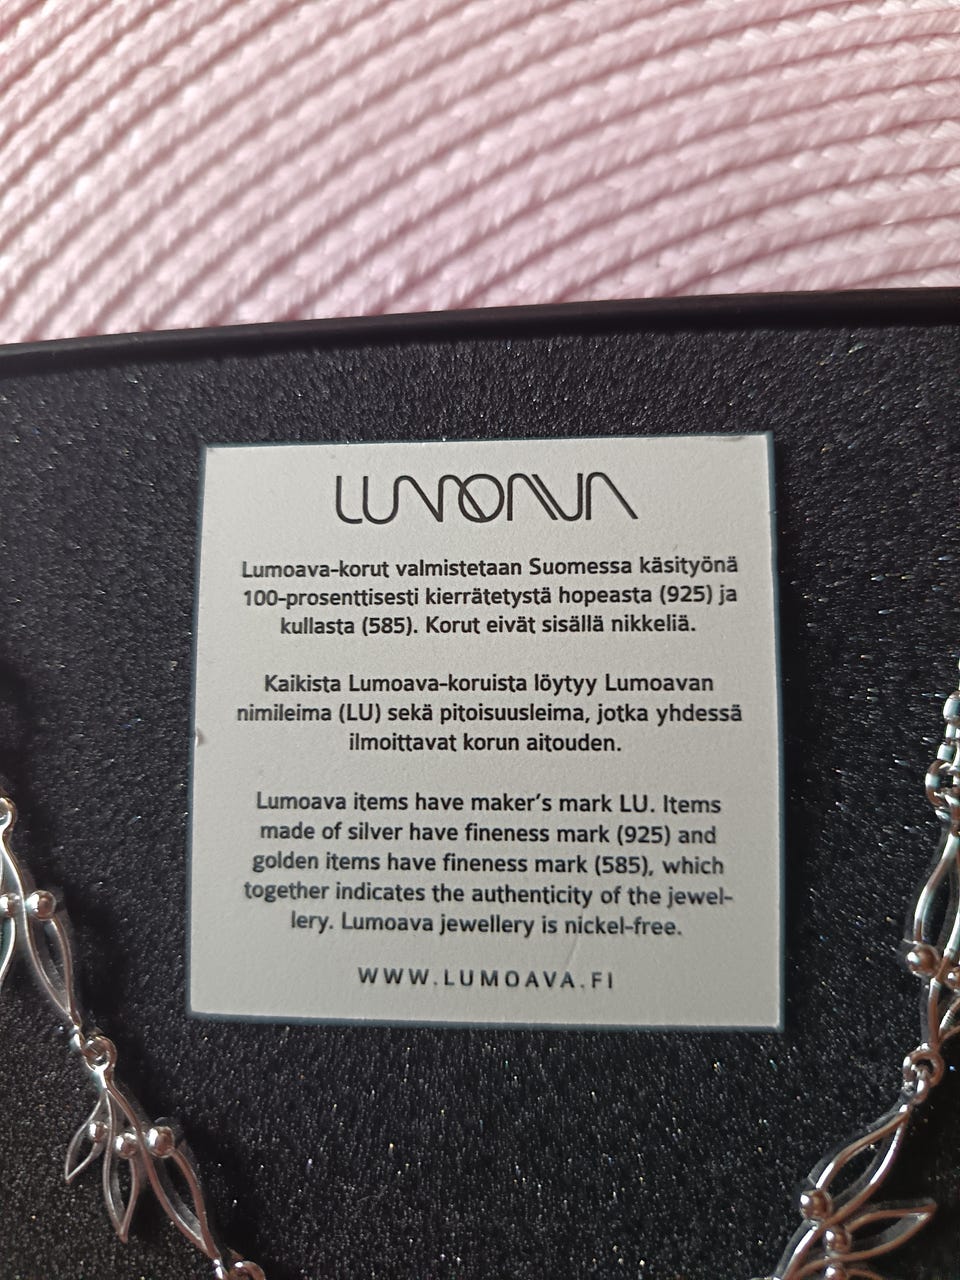 LUMOAVA
Lumoava-korut valmistetaan Suomessa käsityönä
100-prosenttisesti kierrätetystä hopeasta (925) ja
kullasta (585). Korut eivät sisällä nikkeliä.
Kaikista Lumoava-koruista löytyy Lumoavan
nimileima (LU) sekä pitoisuusleima, jotka yhdessä
ilmoittavat korun aitouden.
Lumoava items have maker's mark LU. Items
made of silver have fineness mark (925) and
golden items have fineness mark (585), which
together indicates the authenticity of the jewel-
lery. Lumoava jewellery is nickel-free.
WWW.LUMOAVA.FI